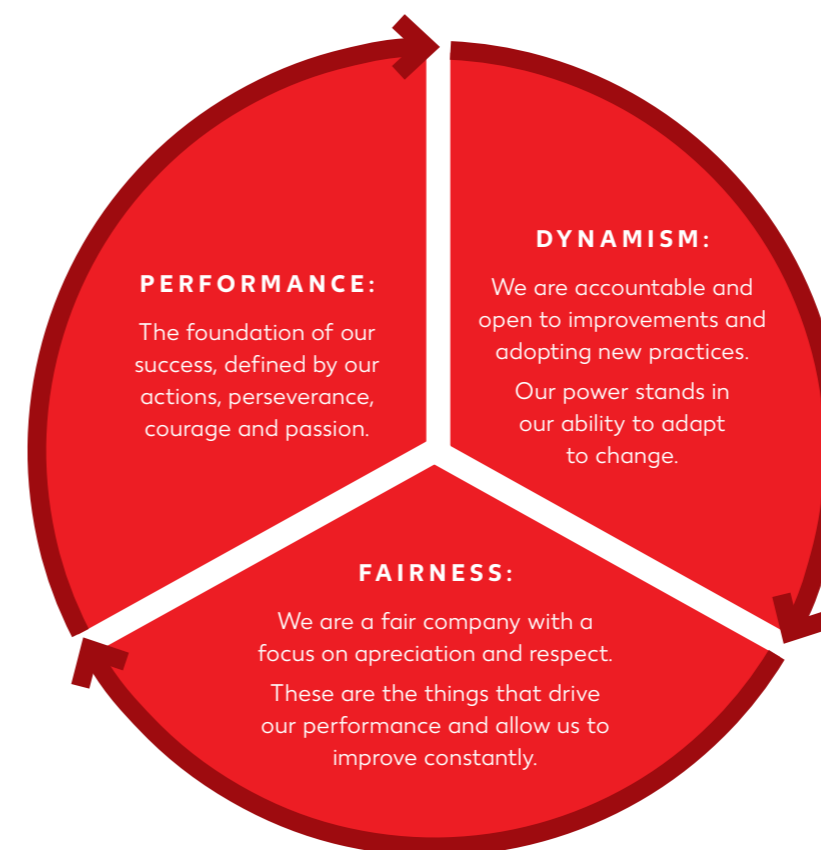 PERFORMANCE:
The foundation of our
success, defined by our
actions, perseverance,
courage and passion.
DYNAMISM:
We are accountable and
open to improvements and
adopting new practices.
Our power stands in
our ability to adapt
to change.
FAIRNESS:
We are a fair company with a
focus on apreciation and respect.
These are the things that drive
our performance and allow us to
improve constantly.